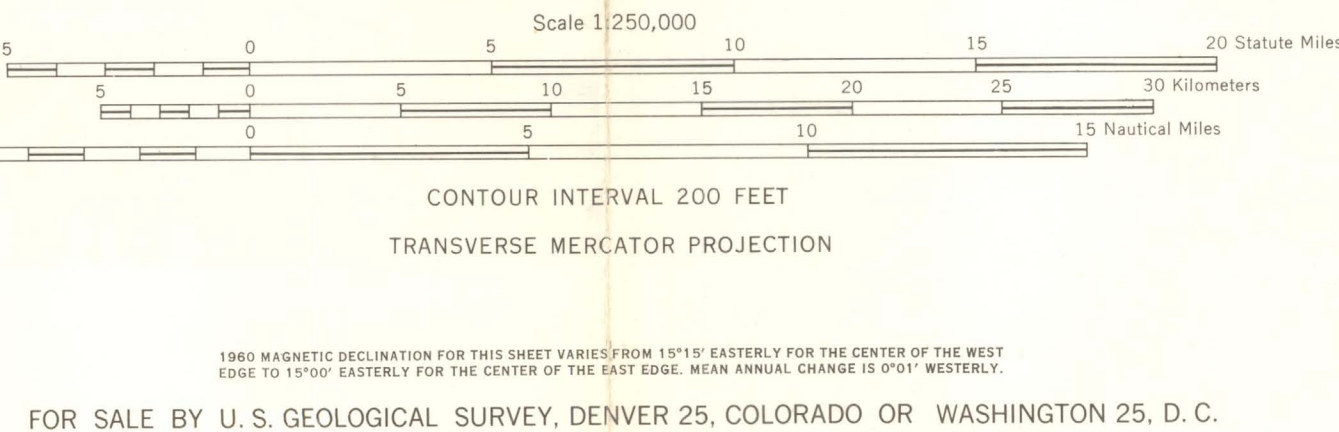 Scale 1:250,000
5 0 5 10 15 20 Statute Miles
5 0 5 10 15 20 25 30 Kilometers
0 5 10 15 Nautical Miles
CONTOUR INTERVAL 200 FEET
TRANSVERSE MERCATOR PROJECTION
1960 MAGNETIC DECLINATION FOR THIS SHEET VARIES FROM 15°15′ EASTERLY FOR THE CENTER OF THE WEST
EDGE TO 15°00′ EASTERLY FOR THE CENTER OF THE EAST EDGE. MEAN ANNUAL CHANGE IS 0°01′ WESTERLY.
FOR SALE BY U. S. GEOLOGICAL SURVEY, DENVER 25, COLORADO OR WASHINGTON 25, D. C.